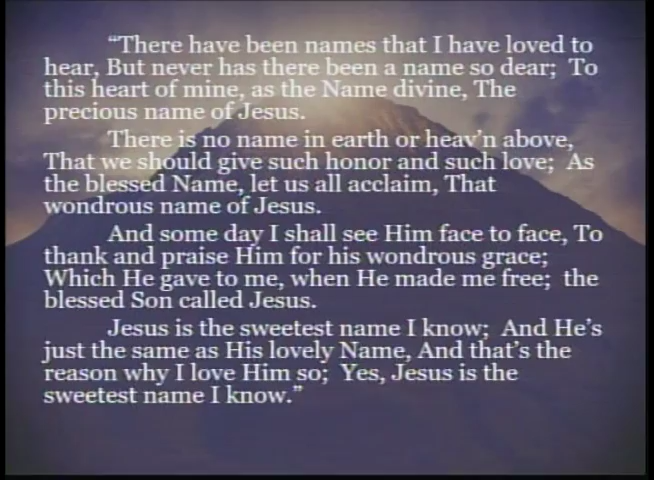 “There have been names that I have loved to
hear, But never has there been a name so dear;  To
this heart of mine, as the Name divine, The
precious name of Jesus.
There is no name in earth or heav’n above,
That we should give such honor and such love;  As
the blessed Name, let us all acclaim, That
wondrous name of Jesus.
And some day I shall see Him face to face, To
thank and praise Him for his wondrous grace;
Which He gave to me, when He made me free;  the
blessed Son called Jesus.
Jesus is the sweetest name I know;  And He’s
just the same as His lovely Name, And that’s the
reason why I love Him so;  Yes, Jesus is the
sweetest name I know.”